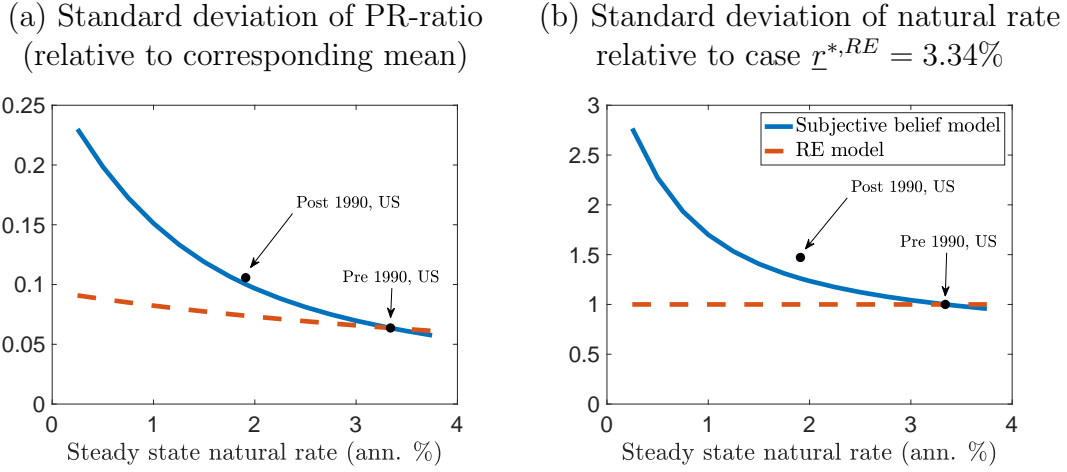 (a) Standard deviation of PR-ratio
(relative to corresponding mean)
0.25
0.2
0.15
0.1
0.05
0
Post 1990, US
Pre 1990, US
0 1 2 3 4
Steady state natural rate (ann. %)
(b) Standard deviation of natural rate
relative to case r*,RE = 3.34%
3
2.5
2
1.5
1
0.5
0
Subjective belief model
RE model
Post 1990, US
Pre 1990, US
0 1 2 3 4
Steady state natural rate (ann. %)